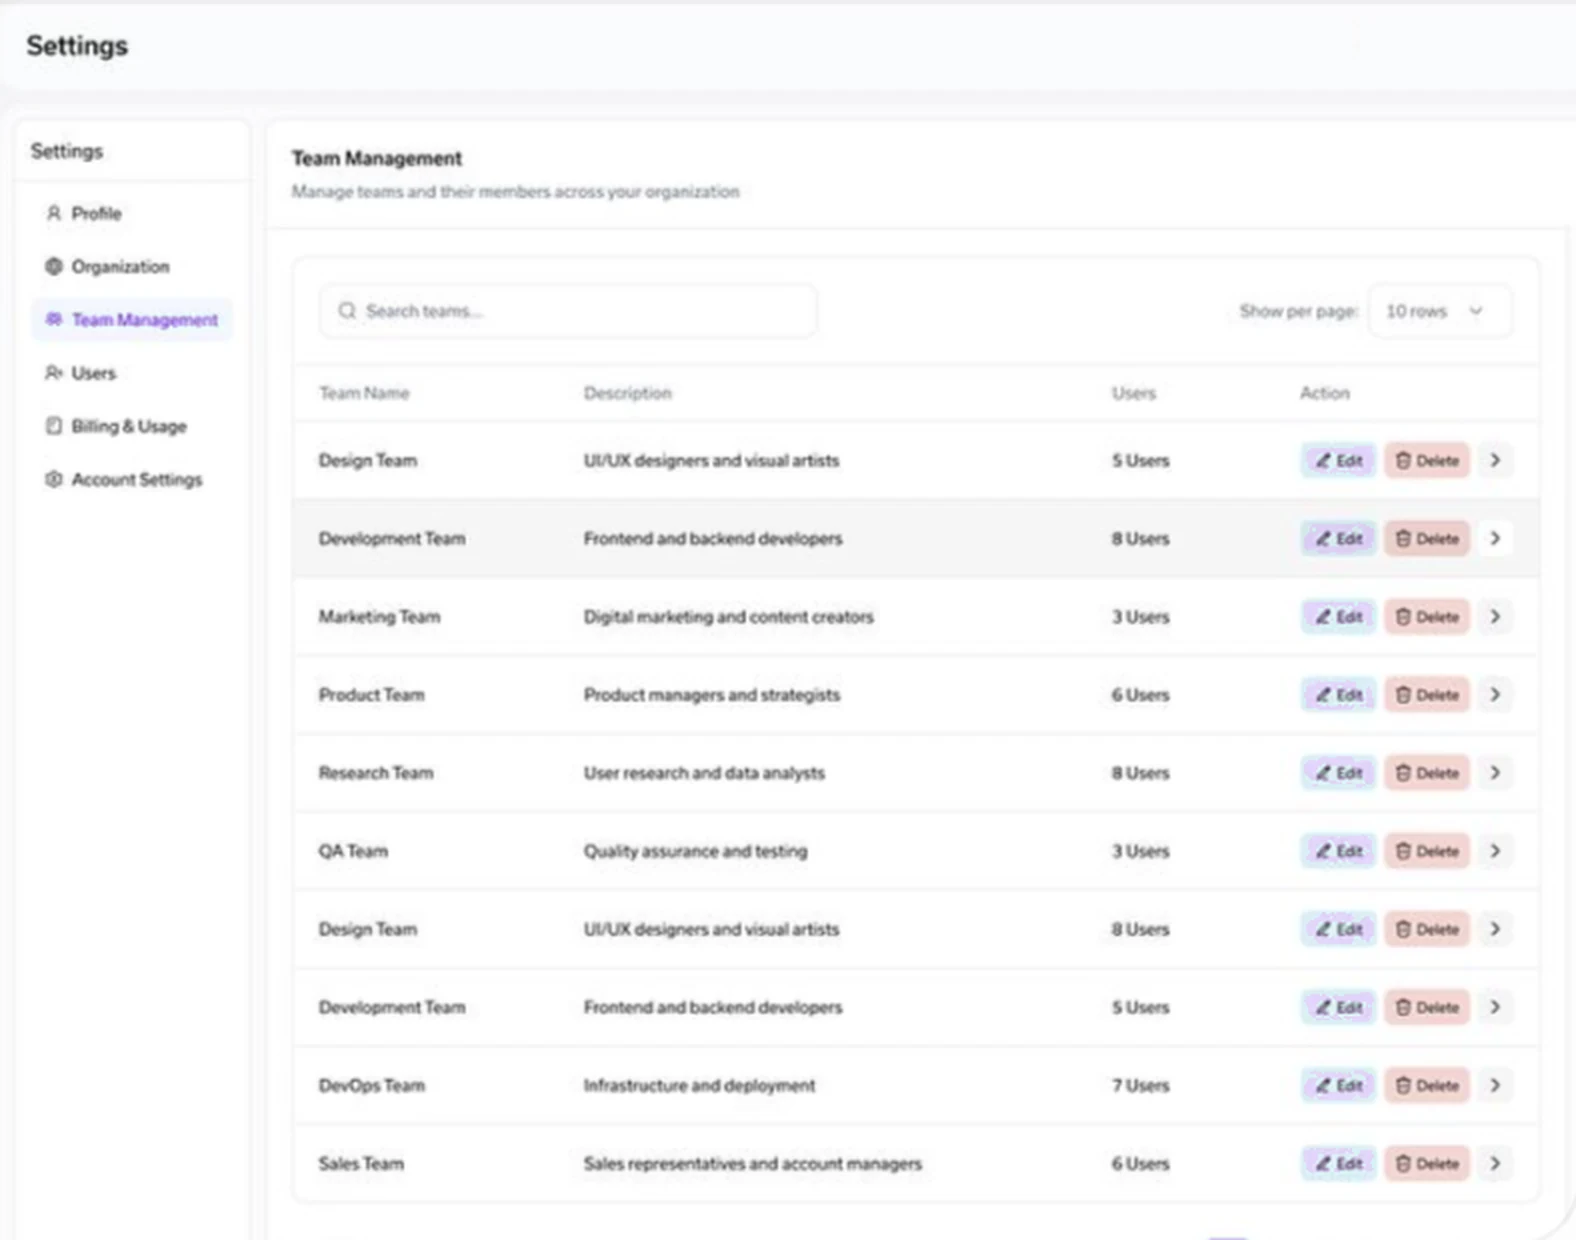 Settings
Settings
Profile
Organization
Team Management
Users
Billing & Usage
Account Settings
Team Management
Manage teams and their members across your organization
Search teams...
Show per page: 10 rows
Team Name Description Users Action
Design Team UI/UX designers and visual artists 5 Users Edit Delete
Development Team Frontend and backend developers 8 Users Edit Delete
Marketing Team Digital marketing and content creators 3 Users Edit Delete
Product Team Product managers and strategists 6 Users Edit Delete
Research Team User research and data analysts 8 Users Edit Delete
QA Team Quality assurance and testing 3 Users Edit Delete
Design Team UI/UX designers and visual artists 8 Users Edit Delete
Development Team Frontend and backend developers 5 Users Edit Delete
DevOps Team Infrastructure and deployment 7 Users Edit Delete
Sales Team Sales representatives and account managers 6 Users Edit Delete